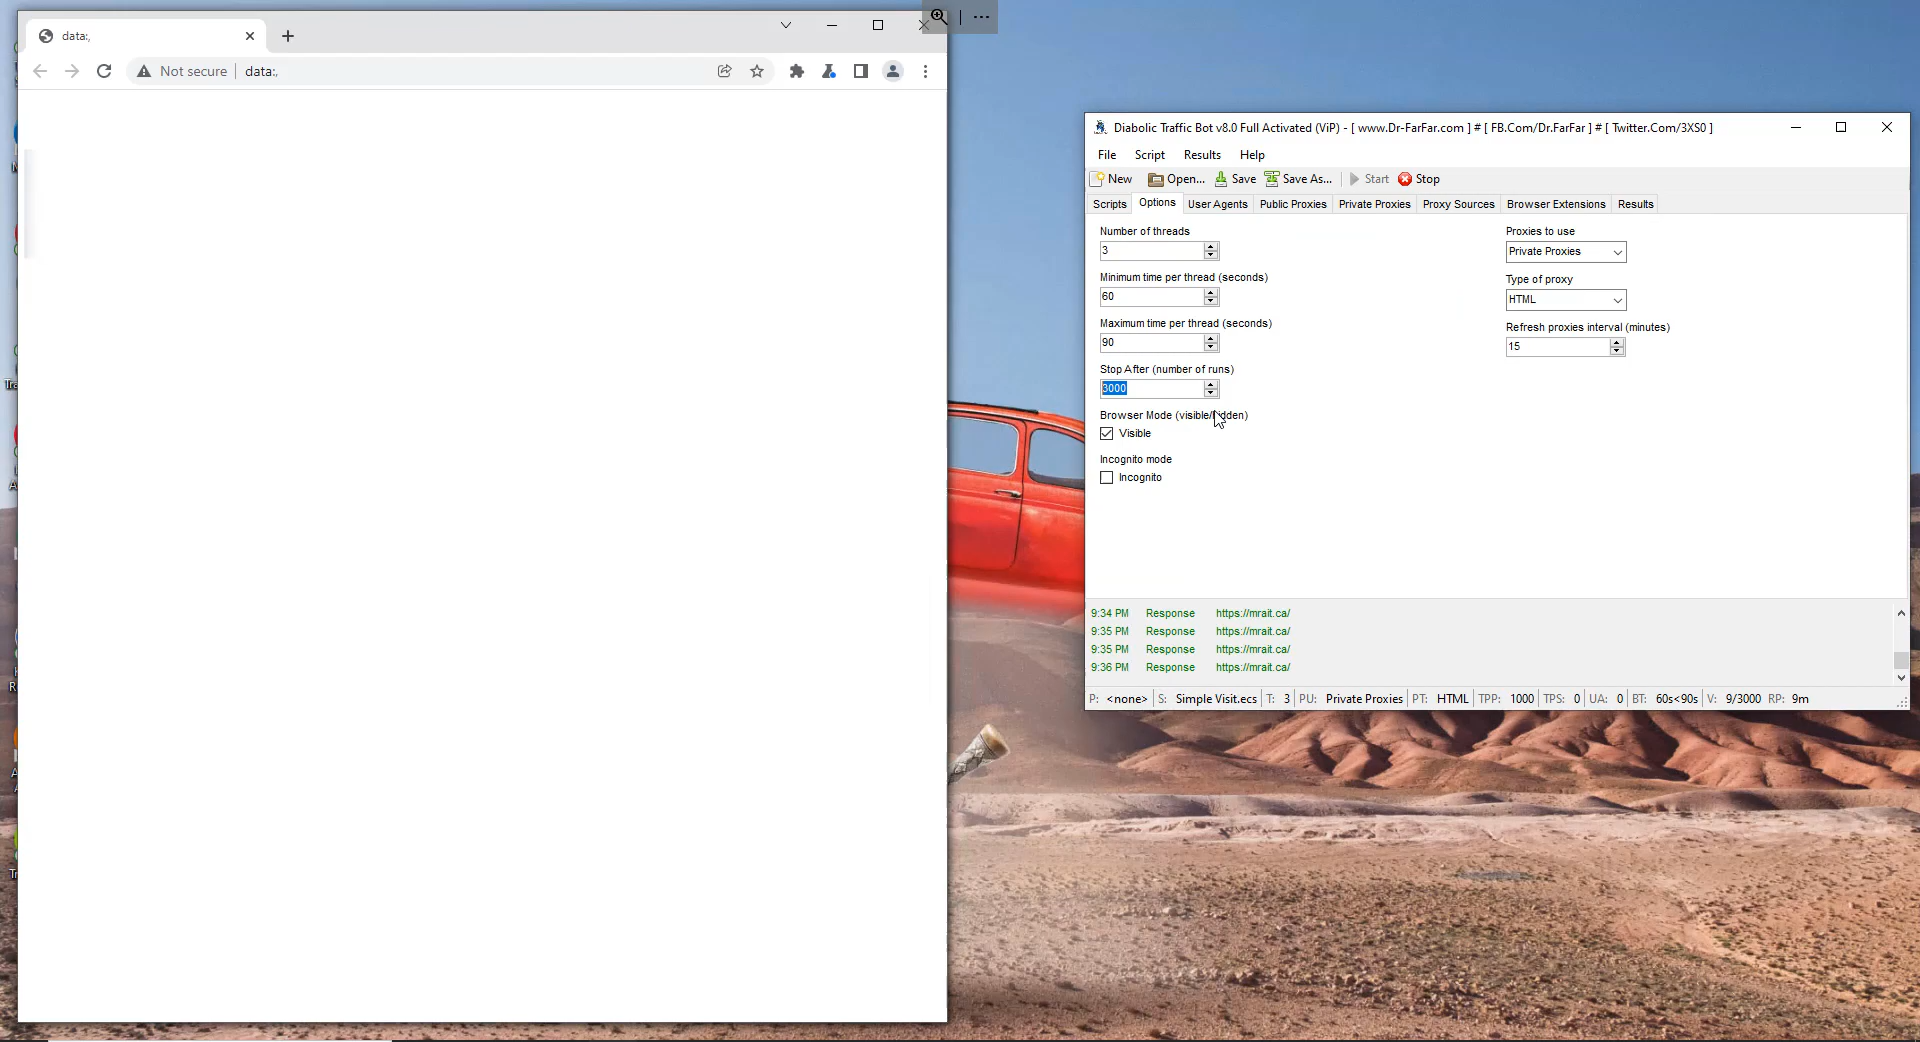 data:,
Not secure data:,
Diabolic Traffic Bot v8.0 Full Activated (ViP) - [ www.Dr-FarFar.com ] # [ FB.Com/Dr.FarFar ] # [ Twitter.Com/3XS0 ]
File Script Results Help
New Open... Save Save As... Start Stop
Scripts Options User Agents Public Proxies Private Proxies Proxy Sources Browser Extensions Results
Number of threads
3
Minimum time per thread (seconds)
60
Maximum time per thread (seconds)
90
Stop After (number of runs)
3000
Browser Mode (visible/hidden)
Visible
Incognito mode
Incognito
Proxies to use
Private Proxies
Type of proxy
HTML
Refresh proxies interval (minutes)
15
9:34 PM Response https://mrait.ca/
9:35 PM Response https://mrait.ca/
9:35 PM Response https://mrait.ca/
9:36 PM Response https://mrait.ca/
P: <none> S: Simple Visit.ecs T: 3 PU: Private Proxies PT: HTML TPP: 1000 TPS: 0 UA: 0 BT: 60s<90s V: 9/3000 RP: 9m